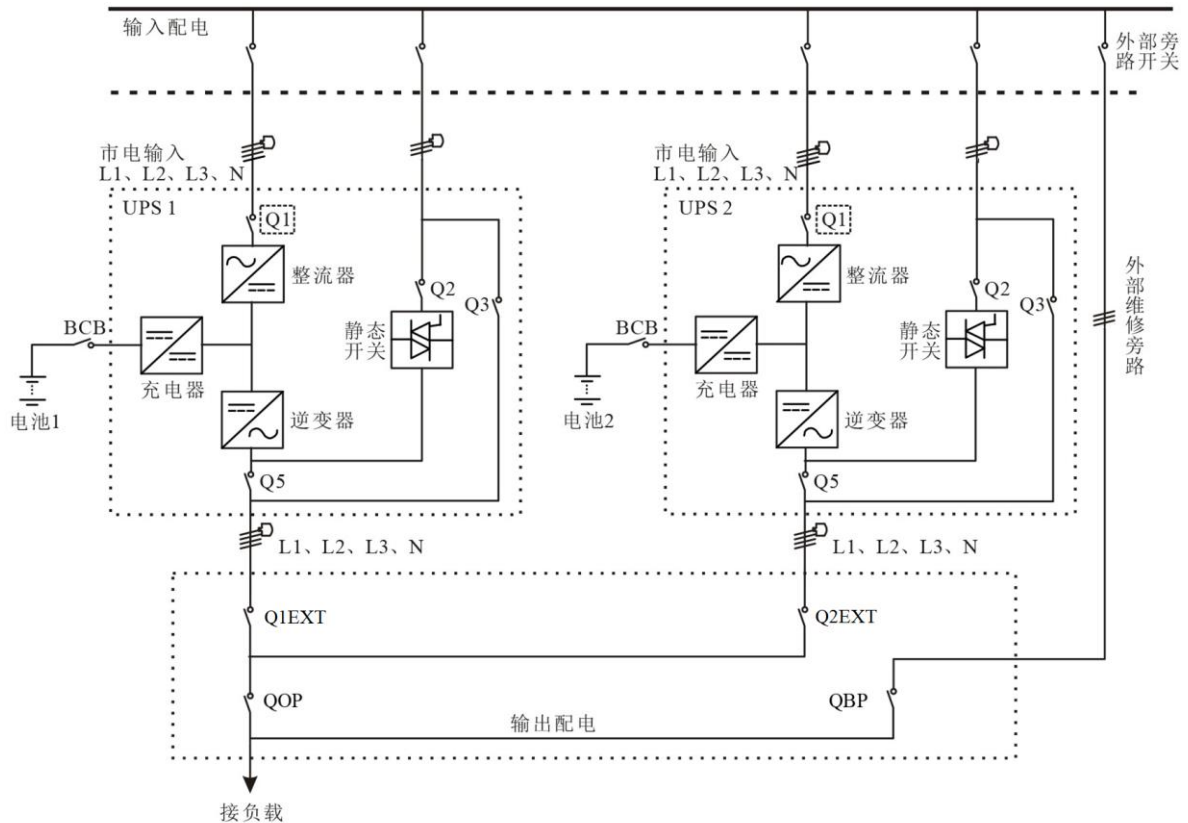 输入配电
外部旁
路开关
市电输入
L1、L2、L3、N
市电输入
L1、L2、L3、N
UPS 1
Q1
整流器
Q2
Q3
BCB
静态
开关
充电器
电池1
逆变器
Q5
UPS 2
Q1
整流器
Q2
Q3
BCB
静态
开关
充电器
电池2
逆变器
Q5
外部维修旁路
L1、L2、L3、N
L1、L2、L3、N
Q1EXT
Q2EXT
QOP
QBP
输出配电
接负载